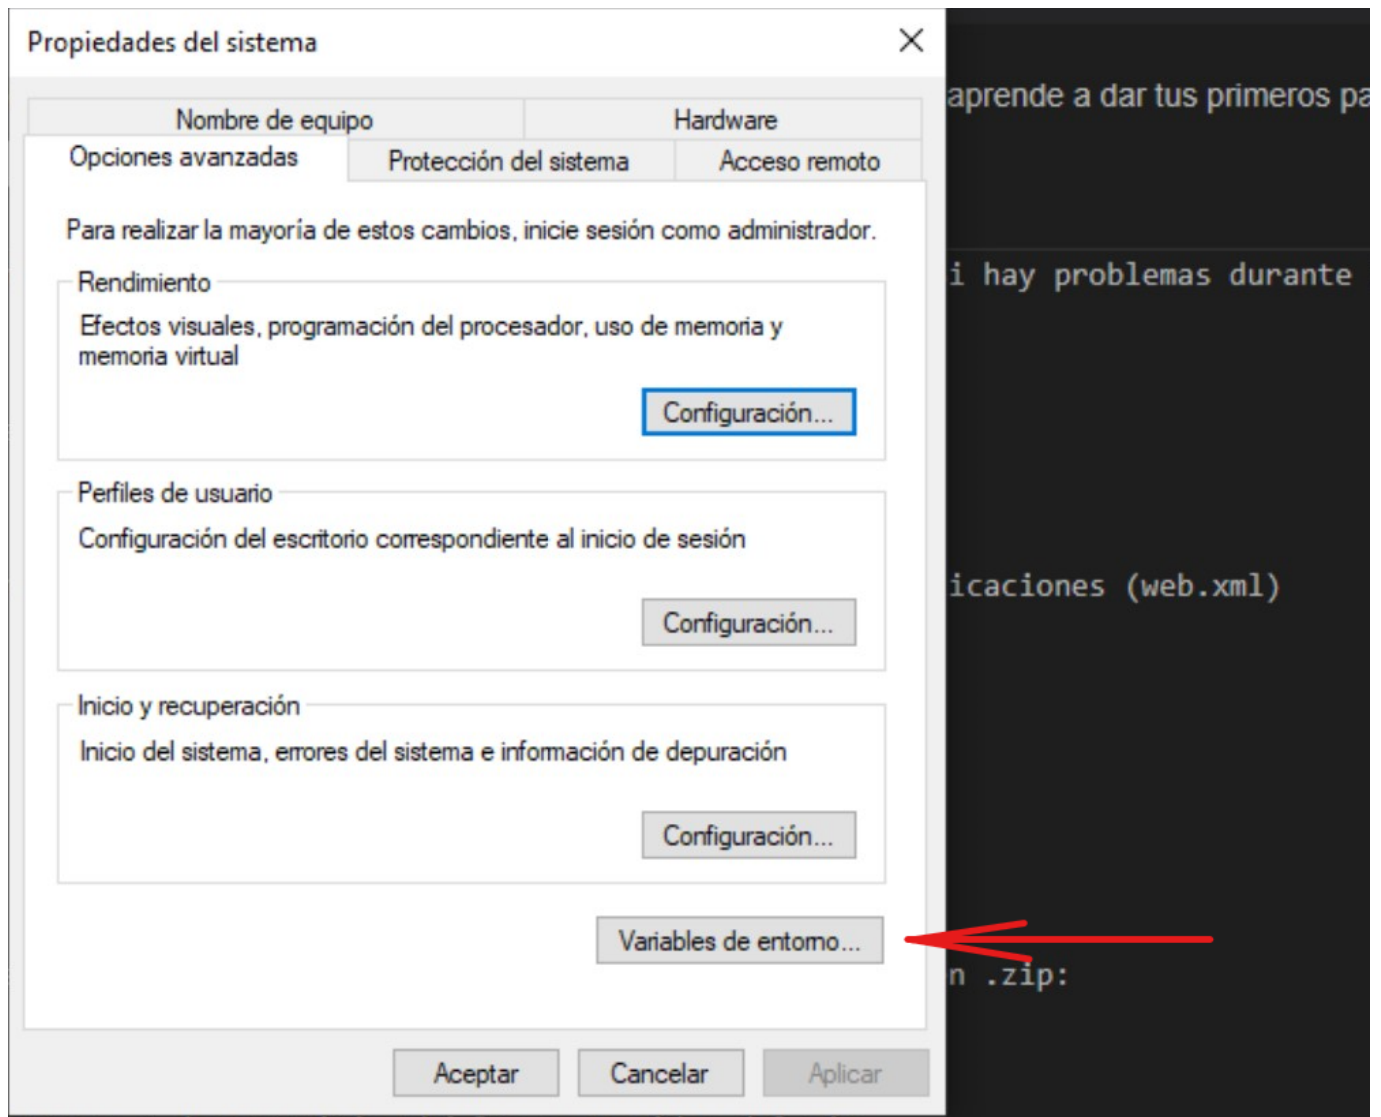 Propiedades del sistema
Nombre de equipo
Hardware
Opciones avanzadas
Protección del sistema
Acceso remoto
Para realizar la mayoría de estos cambios, inicie sesión como administrador.
Rendimiento
Efectos visuales, programación del procesador, uso de memoria y
memoria virtual
Configuración...
Perfiles de usuario
Configuración del escritorio correspondiente al inicio de sesión
Configuración...
Inicio y recuperación
Inicio del sistema, errores del sistema e información de depuración
Configuración...
Variables de entorno...
Aceptar
Cancelar
Aplicar
aprende a dar tus primeros pa
i hay problemas durante
icaciones (web.xml)
n .zip: